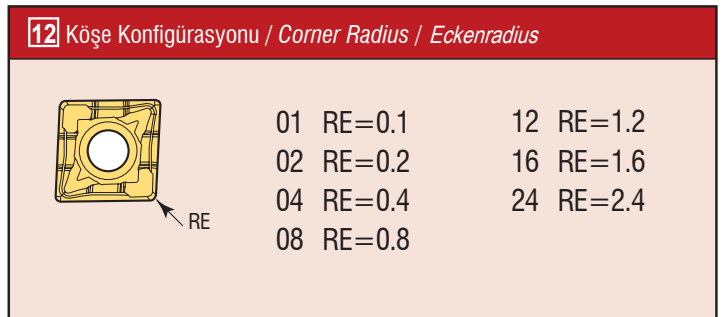 12 Köşe Konfigürasyonu / Corner Radius / Eckenradius
01 RE=0.1
02 RE=0.2
04 RE=0.4
08 RE=0.8
12 RE=1.2
16 RE=1.6
24 RE=2.4
RE